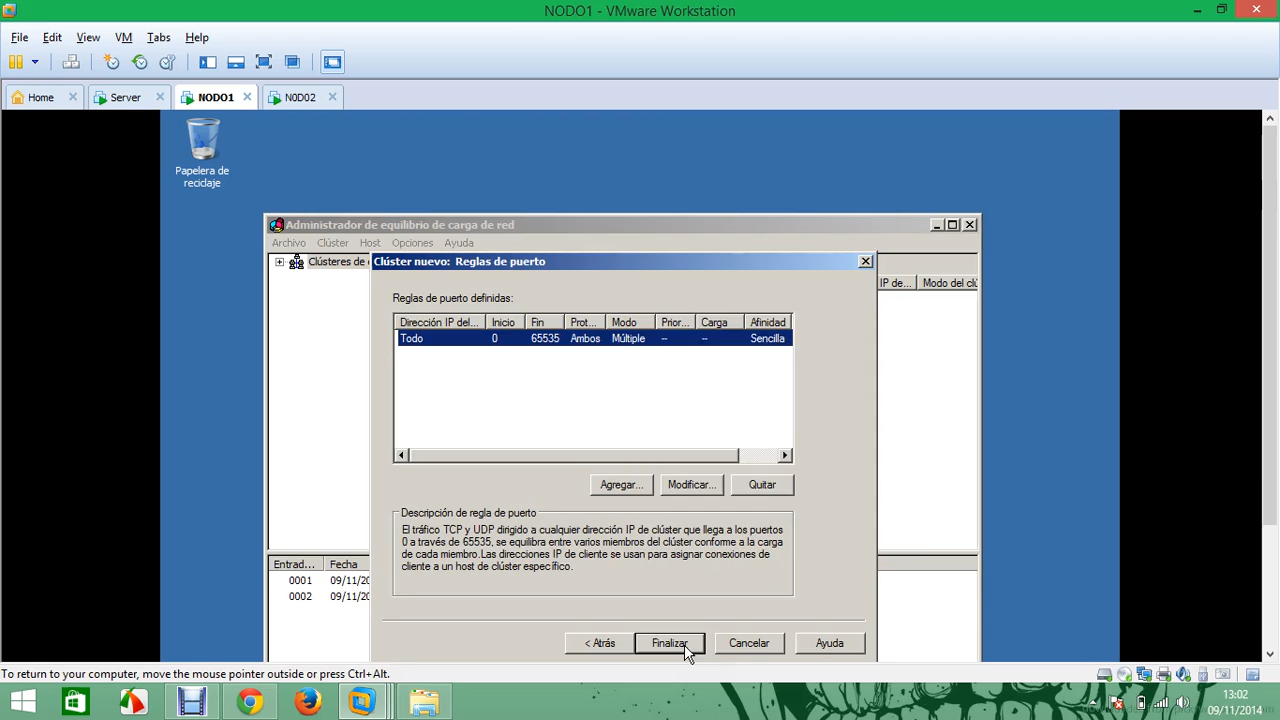 NODO1 - VMware Workstation
File Edit View VM Tabs Help
Home Server NODO1 NODO2
Papelera de
reciclaje
Administrador de equilibrio de carga de red
Archivo Clúster Host Opciones Ayuda
Clústeres de
IP de... Modo del clú
Clúster nuevo: Reglas de puerto
Reglas de puerto definidas:
Dirección IP del... Inicio Fin Prot... Modo Prior... Carga Afinidad
Todo 0 65535 Ambos Múltiple -- -- Sencilla
Agregar... Modificar... Quitar
Descripción de regla de puerto
El tráfico TCP y UDP dirigido a cualquier dirección IP de clúster que llega a los puertos
0 a través de 65535, se equilibra entre varios miembros del clúster conforme a la carga
de cada miembro.Las direcciones IP de cliente se usan para asignar conexiones de
cliente a un host de clúster específico.
Entrad... Fecha
0001 09/11/20
0002 09/11/20
< Atrás Finalizar Cancelar Ayuda
To return to your computer, move the mouse pointer outside or press Ctrl+Alt.
13:02
09/11/2014